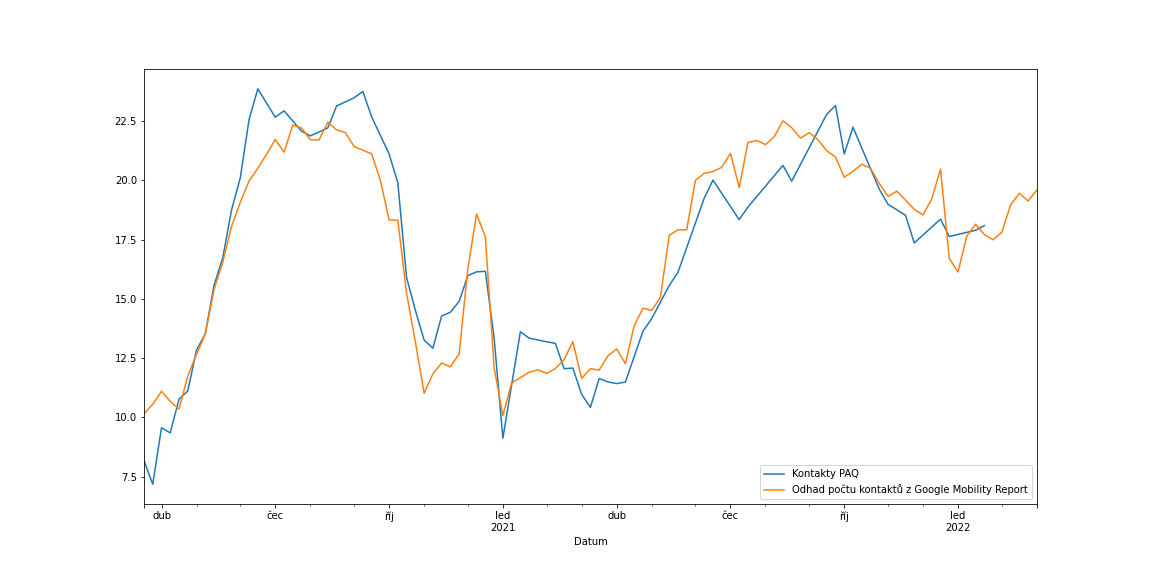 22.5
20.0
17.5
15.0
12.5
10.0
7.5
dub
čec
říj
led
2021
dub
čec
říj
led
2022
Datum
Kontakty PAQ
Odhad počtu kontaktů z Google Mobility Report